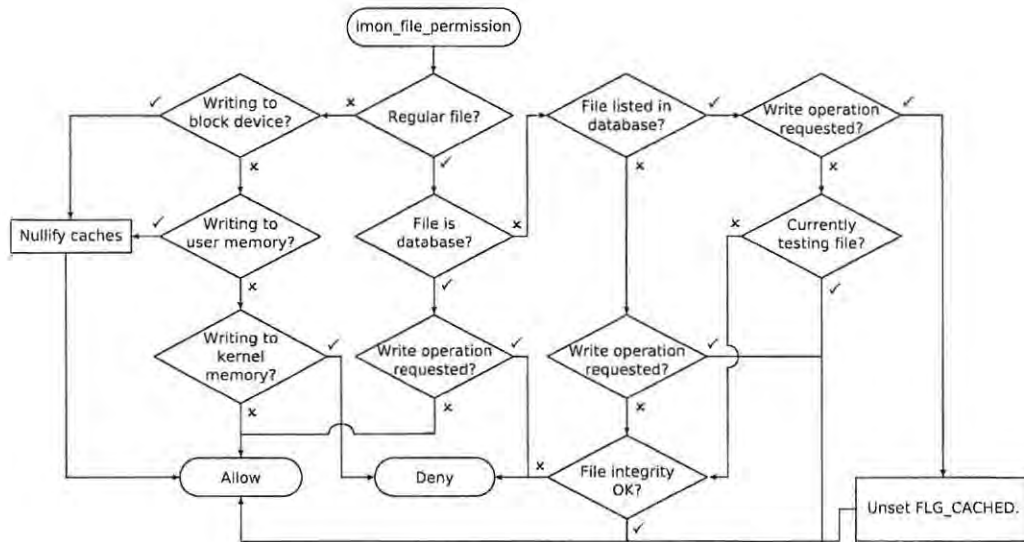 imon_file_permission
Writing to
block device?
Regular file?
File listed in
database?
Write operation
requested?
Nullify caches
Writing to
user memory?
File is
database?
Currently
testing file?
Writing to
kernel
memory?
Write operation
requested?
Write operation
requested?
Allow
Deny
File integrity
OK?
Unset FLG_CACHED.